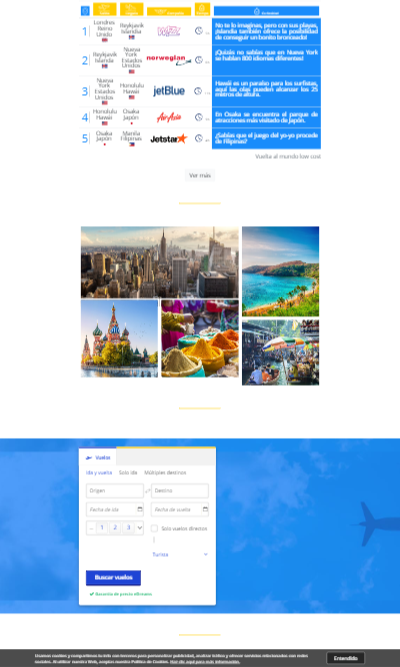 1
Londres
Reino
Unido
Reykjavik
Islandia
No te lo imagines, pero con sus playas,
¡Islandia también ofrece la posibilidad
de conseguir un bonito bronceado!
2
Reykjavik
Islandia
Nueva
York
Estados
Unidos
norwegian
¿Quizás no sabías que en Nueva York
se hablan 800 idiomas diferentes!
3
Nueva
York
Estados
Unidos
Honolulu
Hawaii
jetBlue
Hawaii es un paraíso para los surfistas,
aquí las olas pueden alcanzar los 25
metros de altura.
4
Honolulu
Hawaii
Osaka
Japón
AirAsia
En Osaka se encuentra el parque de
atracciones más visitado de Japón.
5
Osaka
Japón
Manila
Filipinas
Jetstar
¿Sabías que el juego del yo-yo procede
de Filipinas?
Vuelta al mundo low cost
Ver más
Vuelos
Ida y vuelta Solo ida Múltiples destinos
Origen Destino
Fecha de ida Fecha de vuelta
... 1 2 3 Solo vuelos directos
Turista
Buscar vuelos
Garantía de precios oficiales
Usamos cookies y compartimos tu info con terceros para personalizar publicidad, analizar tráfico y ofrecer servicios relacionados con redes
sociales. Al utilizar nuestra Web, aceptas nuestra Política de Cookies. Haz clic aquí para más información.
Entendido